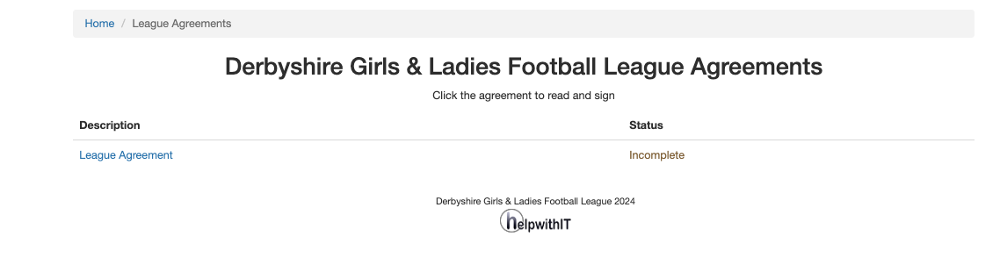 Home / League Agreements
Derbyshire Girls & Ladies Football League Agreements
Click the agreement to read and sign
Description Status
League Agreement Incomplete
Derbyshire Girls & Ladies Football League 2024
helpwithIT